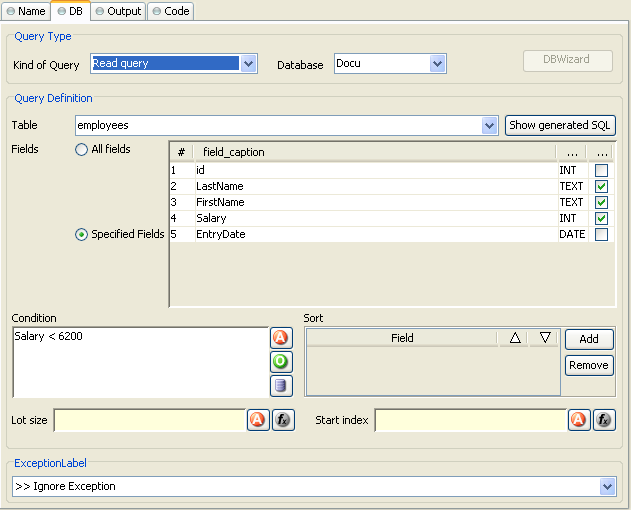 Name DB Output Code
Query Type
Kind of Query Read query Database Docu DBWizard
Query Definition
Table employees Show generated SQL
Fields All fields
# field_caption ... ...
1 id INT
2 LastName TEXT
3 FirstName TEXT
4 Salary INT
Specified Fields 5 EntryDate DATE
Condition Sort
Salary < 6200 A Field Add
O Remove
Lot size A fx Start index A fx
ExceptionLabel
>> Ignore Exception